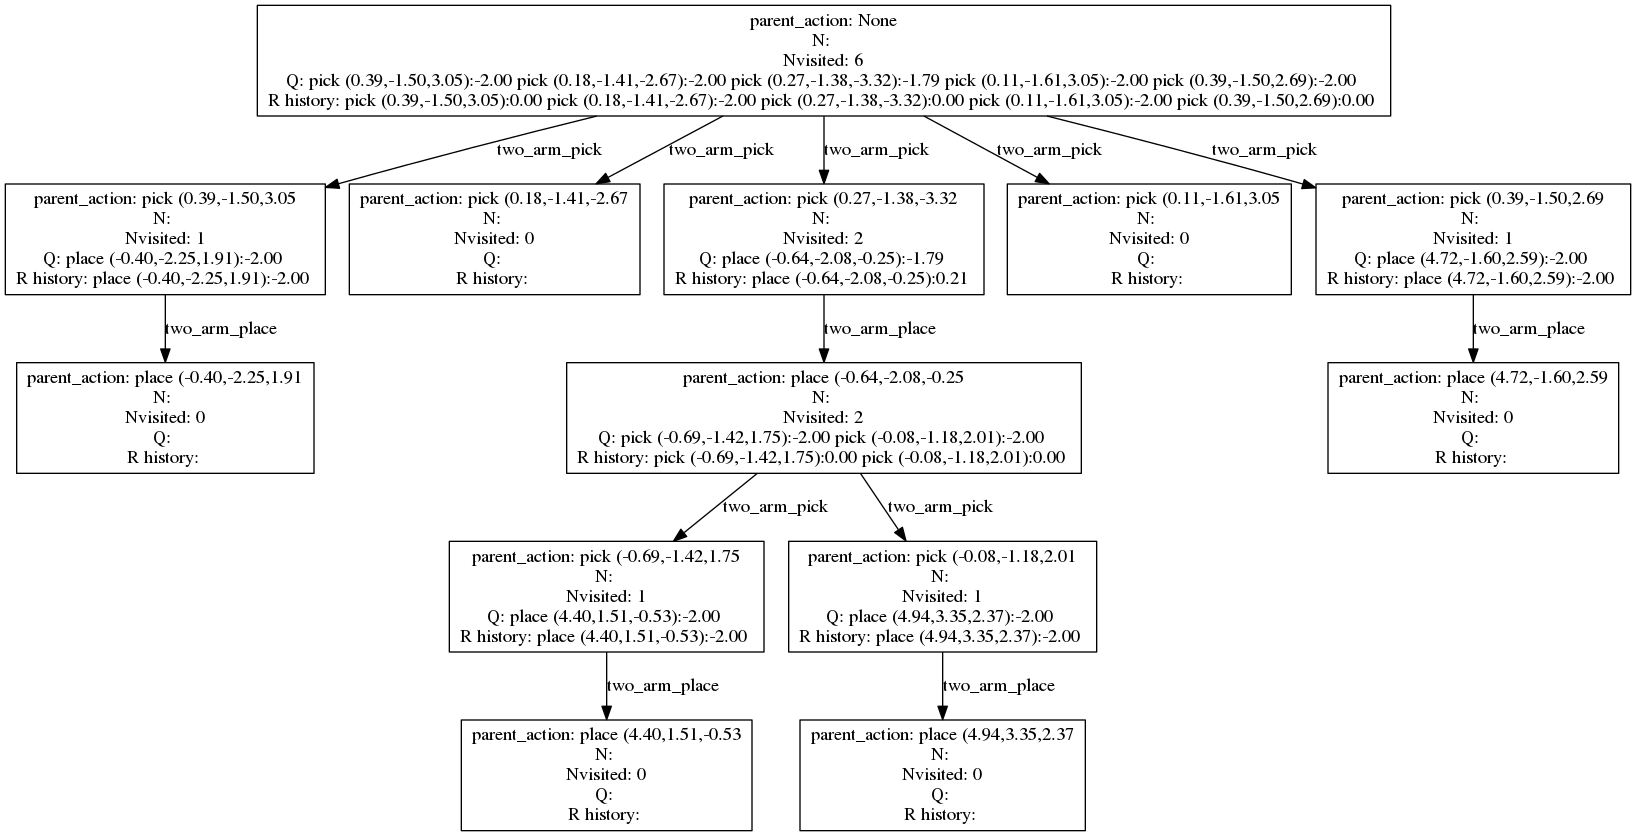 parent_action: None
N:
Nvisited: 6
Q: pick (0.39,-1.50,3.05):-2.00 pick (0.18,-1.41,-2.67):-2.00 pick (0.27,-1.38,-3.32):-1.79 pick (0.11,-1.61,3.05):-2.00 pick (0.39,-1.50,2.69):-2.00
R history: pick (0.39,-1.50,3.05):0.00 pick (0.18,-1.41,-2.67):-2.00 pick (0.27,-1.38,-3.32):0.00 pick (0.11,-1.61,3.05):-2.00 pick (0.39,-1.50,2.69):0.00
two_arm_pick
two_arm_pick
two_arm_pick
two_arm_pick
two_arm_pick
parent_action: pick (0.39,-1.50,3.05
N:
Nvisited: 1
Q: place (-0.40,-2.25,1.91):-2.00
R history: place (-0.40,-2.25,1.91):-2.00
parent_action: pick (0.18,-1.41,-2.67
N:
Nvisited: 0
Q:
R history:
parent_action: pick (0.27,-1.38,-3.32
N:
Nvisited: 2
Q: place (-0.64,-2.08,-0.25):-1.79
R history: place (-0.64,-2.08,-0.25):0.21
parent_action: pick (0.11,-1.61,3.05
N:
Nvisited: 0
Q:
R history:
parent_action: pick (0.39,-1.50,2.69
N:
Nvisited: 1
Q: place (4.72,-1.60,2.59):-2.00
R history: place (4.72,-1.60,2.59):-2.00
two_arm_place
two_arm_place
two_arm_place
parent_action: place (-0.40,-2.25,1.91
N:
Nvisited: 0
Q:
R history:
parent_action: place (-0.64,-2.08,-0.25
N:
Nvisited: 2
Q: pick (-0.69,-1.42,1.75):-2.00 pick (-0.08,-1.18,2.01):-2.00
R history: pick (-0.69,-1.42,1.75):0.00 pick (-0.08,-1.18,2.01):0.00
parent_action: place (4.72,-1.60,2.59
N:
Nvisited: 0
Q:
R history:
two_arm_pick
two_arm_pick
parent_action: pick (-0.69,-1.42,1.75
N:
Nvisited: 1
Q: place (4.40,1.51,-0.53):-2.00
R history: place (4.40,1.51,-0.53):-2.00
parent_action: pick (-0.08,-1.18,2.01
N:
Nvisited: 1
Q: place (4.94,3.35,2.37):-2.00
R history: place (4.94,3.35,2.37):-2.00
two_arm_place
two_arm_place
parent_action: place (4.40,1.51,-0.53
N:
Nvisited: 0
Q:
R history:
parent_action: place (4.94,3.35,2.37
N:
Nvisited: 0
Q:
R history: